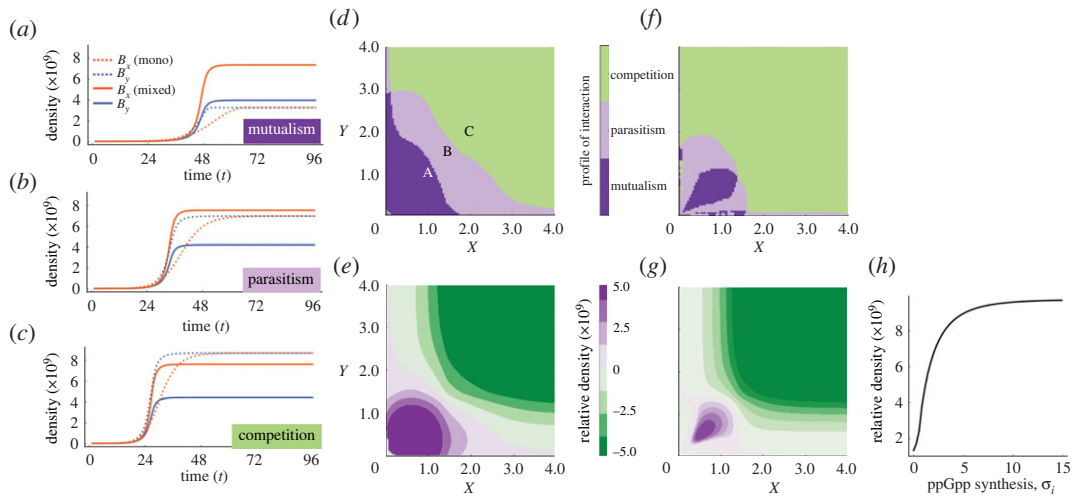 (a)
density (×10⁹)
8
6
4
2
0
B_x (mono)
B_y
B_x (mixed)
B_y
mutualism
0 24 48 72 96
time (t)
(b)
density (×10⁹)
8
6
4
2
0
parasitism
0 24 48 72 96
time (t)
(c)
density (×10⁹)
8
6
4
2
0
competition
0 24 48 72 96
time (t)
(d)
4.0
3.0
Y 2.0
1.0
A
B
C
0 1.0 2.0 3.0 4.0
X
profile of interaction
competition
parasitism
mutualism
(e)
4.0
3.0
Y 2.0
1.0
0 1.0 2.0 3.0 4.0
X
relative density (×10⁹)
5.0
2.5
0
−2.5
−5.0
(f)
0 1.0 2.0 3.0 4.0
X
(g)
0 1.0 2.0 3.0 4.0
X
(h)
relative density (×10⁹)
8
6
4
2
0 5 10 15
ppGpp synthesis, σ_i